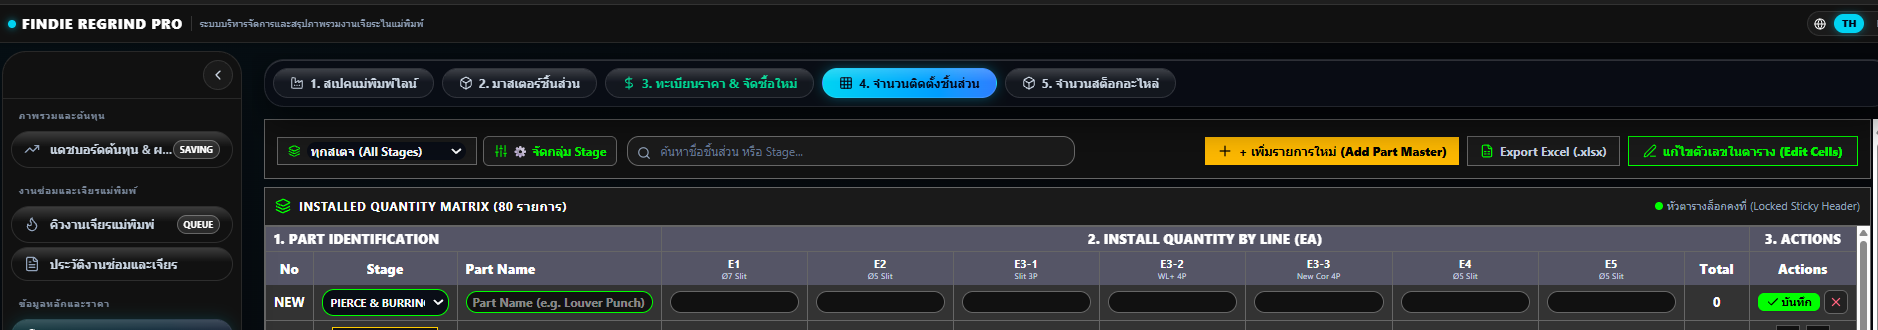 FINDIE REGRIND PRO
ระบบบริหารจัดการและสรุปภาพรวมงานเจียระไนแม่พิมพ์
TH
1. สเปคแม่พิมพ์ไลน์
2. มาสเตอร์ชิ้นส่วน
3. ทะเบียนราคา & จัดซื้อใหม่
4. จำนวนติดตั้งชิ้นส่วน
5. จำนวนสต็อกอะไหล่
ภาพรวมและต้นทุน
แดชบอร์ดต้นทุน & ผ... SAVING
งานซ่อมและเจียรแม่พิมพ์
คิวงานเจียรแม่พิมพ์ QUEUE
ประวัติงานซ่อมและเจียร
ข้อมูลหลักและราคา
ทุกสเตจ (All Stages)
จัดกลุ่ม Stage
ค้นหาชื่อชิ้นส่วน หรือ Stage...
+ เพิ่มรายการใหม่ (Add Part Master)
Export Excel (.xlsx)
แก้ไขตัวเลขในตาราง (Edit Cells)
INSTALLED QUANTITY MATRIX (80 รายการ)
หัวตารางล็อกคงที่ (Locked Sticky Header)
1. PART IDENTIFICATION
2. INSTALL QUANTITY BY LINE (EA)
3. ACTIONS
No
Stage
Part Name
E1
Ø7 Slit
E2
Ø5 Slit
E3-1
Slit 3P
E3-2
WL+ 4P
E3-3
New Cor 4P
E4
Ø5 Slit
E5
Ø5 Slit
Total
Actions
NEW
PIERCE & BURRIN
Part Name (e.g. Louver Punch)
0
บันทึก